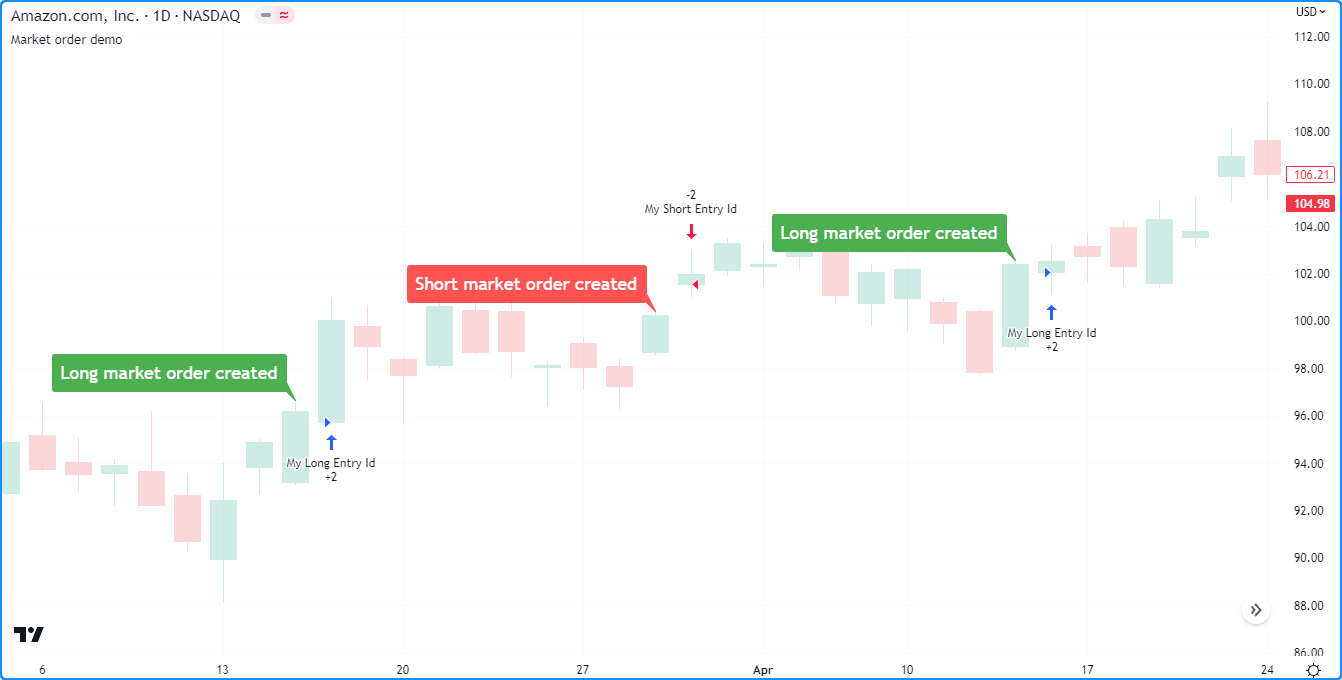 Amazon.com, Inc. · 1D · NASDAQ
USD
Market order demo
112.00
110.00
108.00
106.21
104.98
104.00
102.00
100.00
98.00
96.00
94.00
92.00
90.00
88.00
86.00
-2
My Short Entry Id
Long market order created
Short market order created
My Long Entry Id
+2
Long market order created
My Long Entry Id
+2
6
13
20
27
Apr
10
17
24